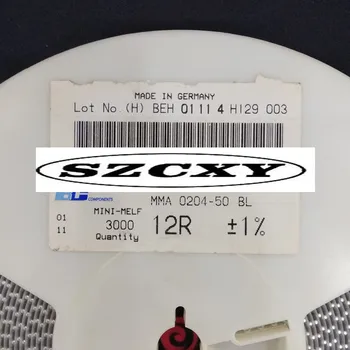 MADE IN GERMANY
Lot No.(H) BEH 0111 4 HI29 003
SZCXY
COMPONENTS
MMA 0204-50 BL
MINI-MELF
01
3000
12R
±1%
11
Quantity